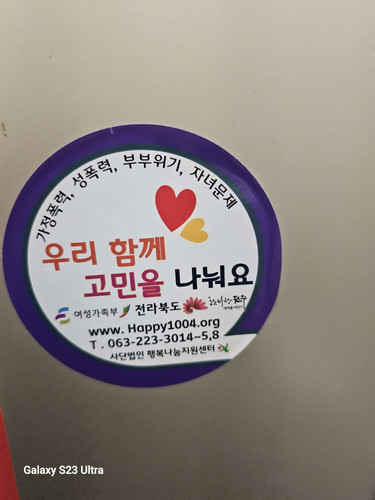 가정폭력, 성폭력, 부부위기, 자녀문제
우리 함께
고민을 나눠요
여성가족부 전라북도
www.Happy1004.org
T. 063-223-3014~5,8
사단법인 행복나눔지원센터
Galaxy S23 Ultra